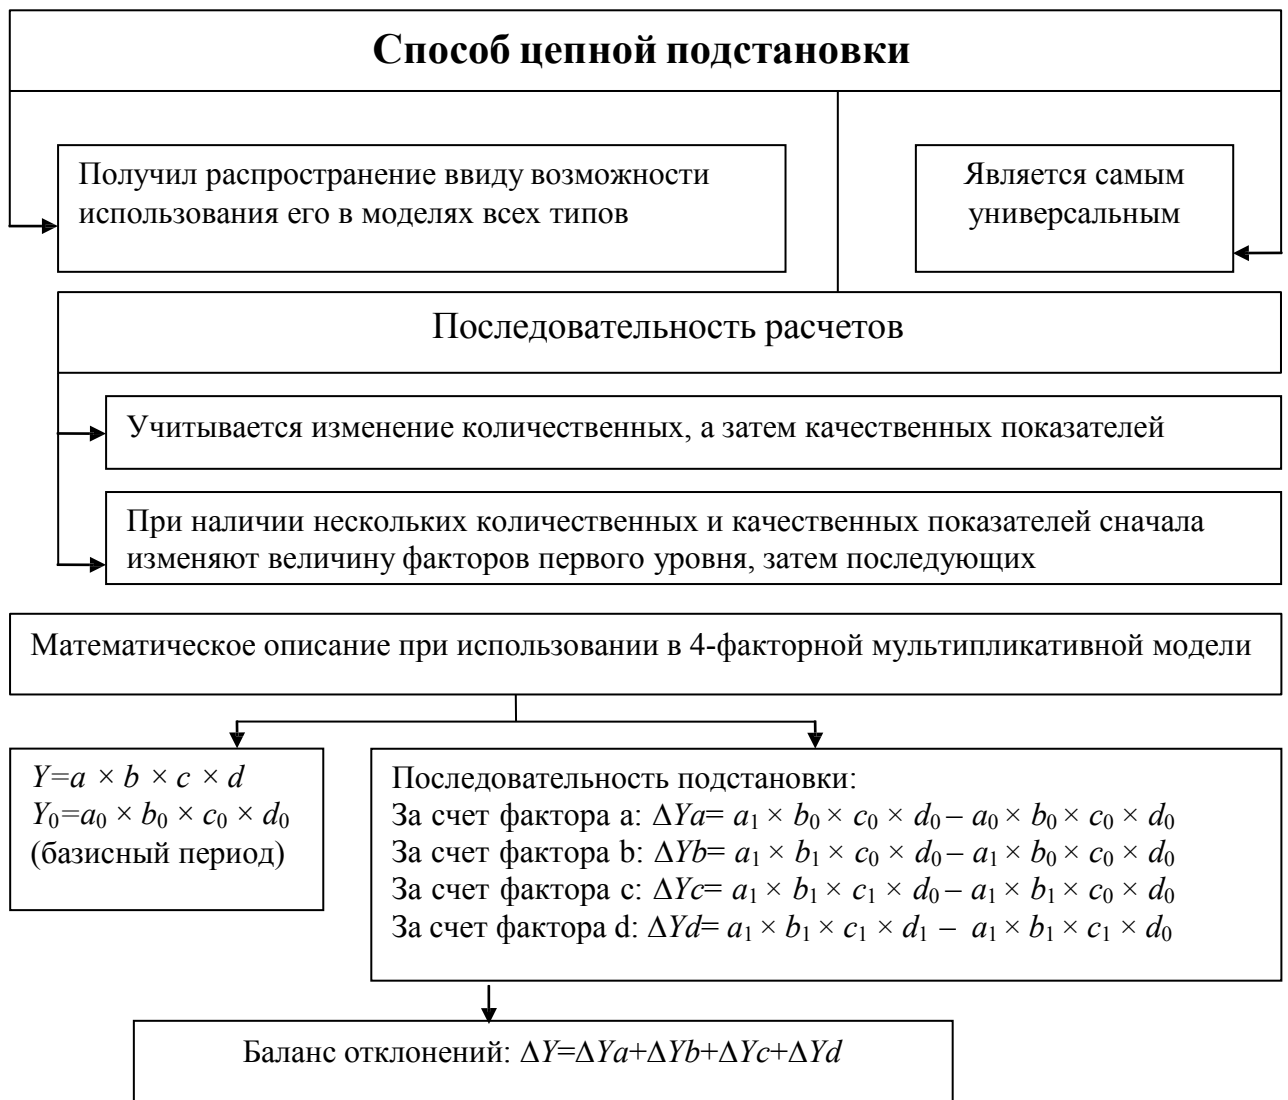 Способ цепной подстановки
Получил распространение ввиду возможности
использования его в моделях всех типов
Является самым
универсальным
Последовательность расчетов
Учитывается изменение количественных, а затем качественных показателей
При наличии нескольких количественных и качественных показателей сначала
изменяют величину факторов первого уровня, затем последующих
Математическое описание при использовании в 4-факторной мультипликативной модели
Y=a × b × c × d
Y₀=a₀ × b₀ × c₀ × d₀
(базисный период)
Последовательность подстановки:
За счет фактора a: ΔYa= a₁ × b₀ × c₀ × d₀ – a₀ × b₀ × c₀ × d₀
За счет фактора b: ΔYb= a₁ × b₁ × c₀ × d₀ – a₁ × b₀ × c₀ × d₀
За счет фактора c: ΔYc= a₁ × b₁ × c₁ × d₀ – a₁ × b₁ × c₀ × d₀
За счет фактора d: ΔYd= a₁ × b₁ × c₁ × d₁ – a₁ × b₁ × c₁ × d₀
Баланс отклонений: ΔY=ΔYa+ΔYb+ΔYc+ΔYd